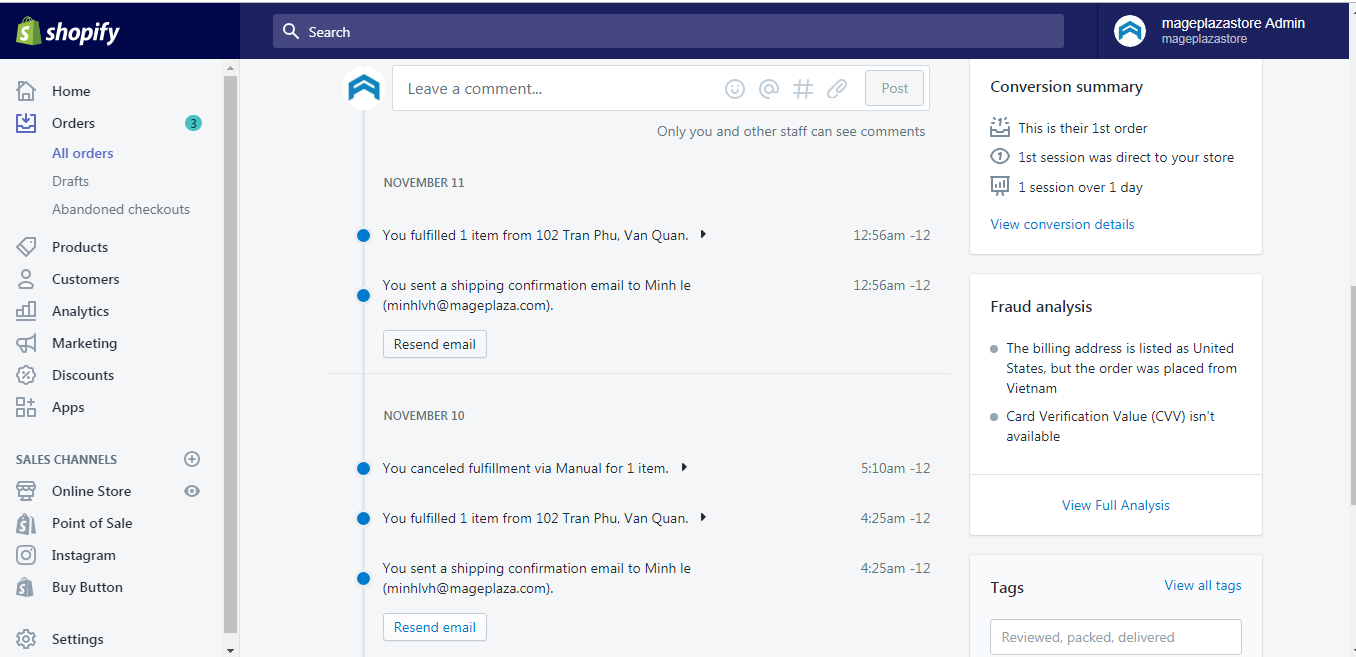 shopify
Search
mageplazastore Admin
mageplazastore
Home
Orders
3
All orders
Drafts
Abandoned checkouts
Products
Customers
Analytics
Marketing
Discounts
Apps
SALES CHANNELS
Online Store
Point of Sale
Instagram
Buy Button
Settings
Leave a comment...
Post
Only you and other staff can see comments
NOVEMBER 11
You fulfilled 1 item from 102 Tran Phu, Van Quan.
12:56am -12
You sent a shipping confirmation email to Minh le
12:56am -12
(minhlvh@mageplaza.com).
Resend email
NOVEMBER 10
You canceled fulfillment via Manual for 1 item.
5:10am -12
You fulfilled 1 item from 102 Tran Phu, Van Quan.
4:25am -12
You sent a shipping confirmation email to Minh le
4:25am -12
(minhlvh@mageplaza.com).
Resend email
Conversion summary
This is their 1st order
1st session was direct to your store
1 session over 1 day
View conversion details
Fraud analysis
The billing address is listed as United
States, but the order was placed from
Vietnam
Card Verification Value (CVV) isn't
available
View Full Analysis
Tags
View all tags
Reviewed, packed, delivered